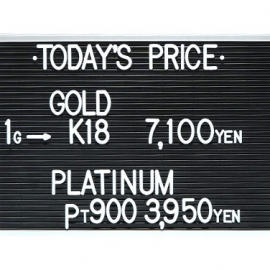 ·TODAY'S PRICE·
GOLD
1G→ K18 7,100YEN
PLATINUM
PT900 3,950YEN